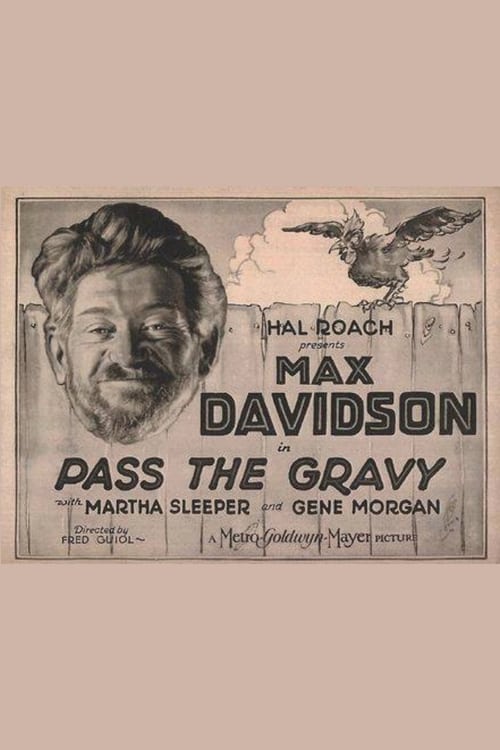 HAL ROACH
presents
MAX
DAVIDSON
in
PASS THE GRAVY
with MARTHA SLEEPER and GENE MORGAN
Directed by
FRED GUIOL~
A Metro-Goldwyn-Mayer PICTURE